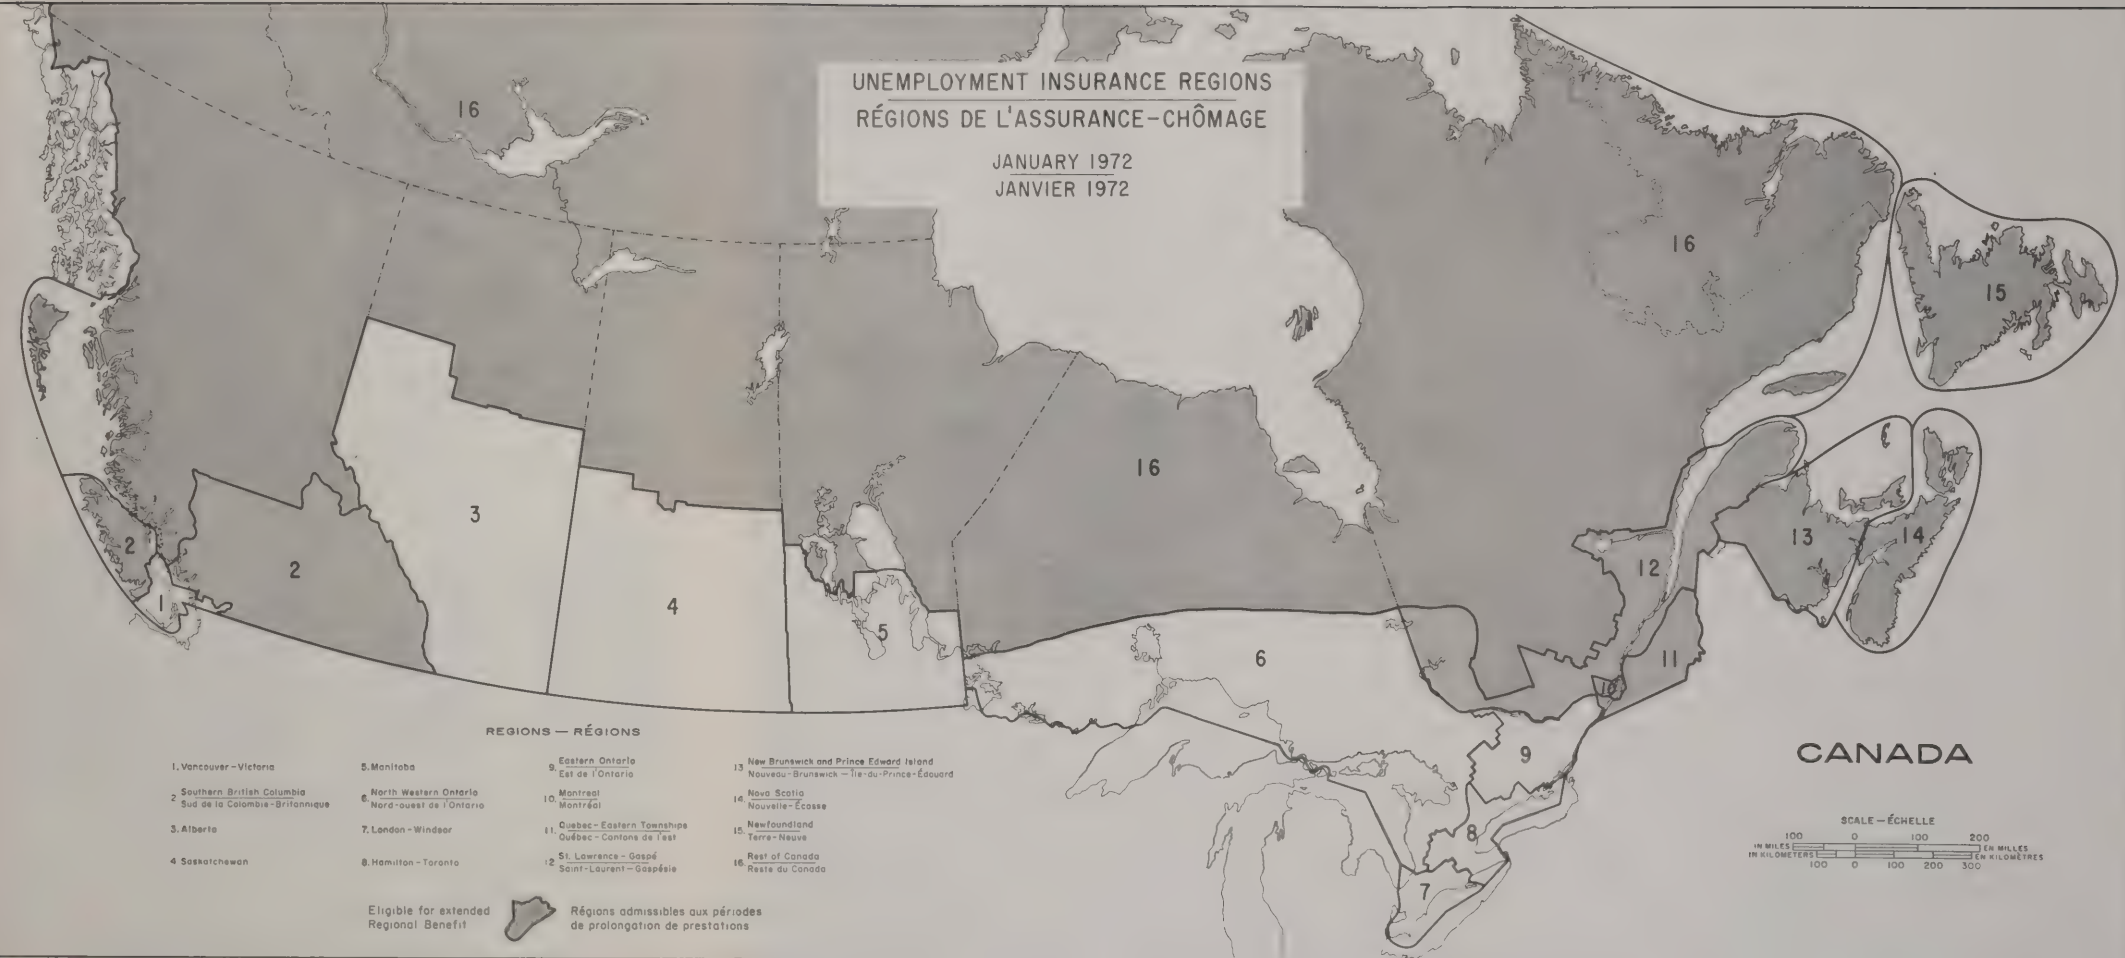 UNEMPLOYMENT INSURANCE REGIONS
RÉGIONS DE L'ASSURANCE-CHÔMAGE
JANUARY 1972
JANVIER 1972
16
16
15
16
3
2
2
1
4
5
6
12
13
14
11
10
9
8
7
CANADA
REGIONS — RÉGIONS
1. Vancouver-Victoria
2 Southern British Columbia
Sud de la Colombie-Britannique
3. Alberta
4 Saskatchewan
5. Manitoba
6. North Western Ontario
Nord-ouest de l'Ontario
7. London-Windsor
8. Hamilton-Toronto
9. Eastern Ontario
Est de l'Ontario
10. Montreal
Montréal
11. Quebec-Eastern Townships
Québec-Cantons de l'est
12 St. Lawrence-Gaspé
Saint-Laurent-Gaspésie
13 New Brunswick and Prince Edward Island
Nouveau-Brunswick — Île-du-Prince-Édouard
14. Nova Scotia
Nouvelle-Écosse
15. Newfoundland
Terre-Neuve
16. Rest of Canada
Reste du Canada
Eligible for extended
Regional Benefit
Régions admissibles aux périodes
de prolongation de prestations
SCALE — ÉCHELLE
100 0 100 200
IN MILES EN MILLES
IN KILOMETERS EN KILOMÈTRES
100 0 100 200 300